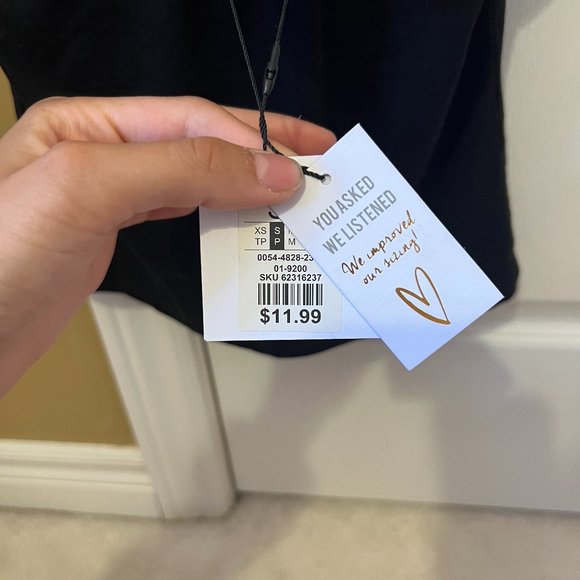 XS S
TP P M
0054-4828-23
01-9200
SKU 62316237
$11.99
YOU ASKED
WE LISTENED
We improved
our sizing!